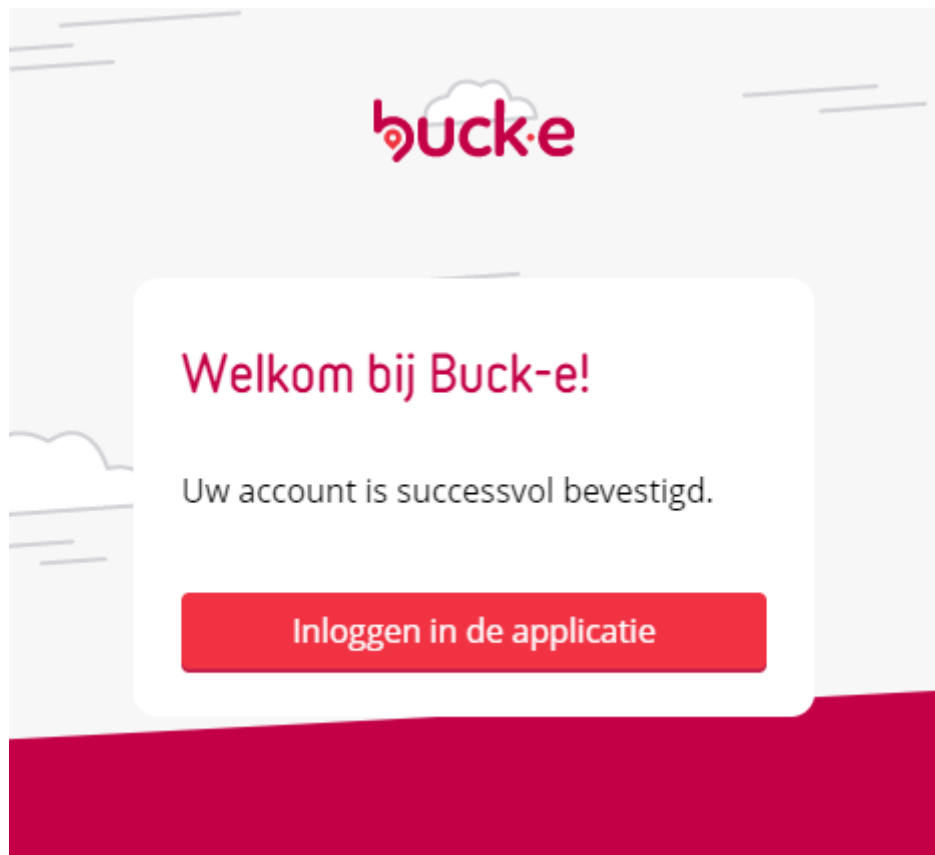 buck-e
Welkom bij Buck-e!
Uw account is successvol bevestigd.
Inloggen in de applicatie